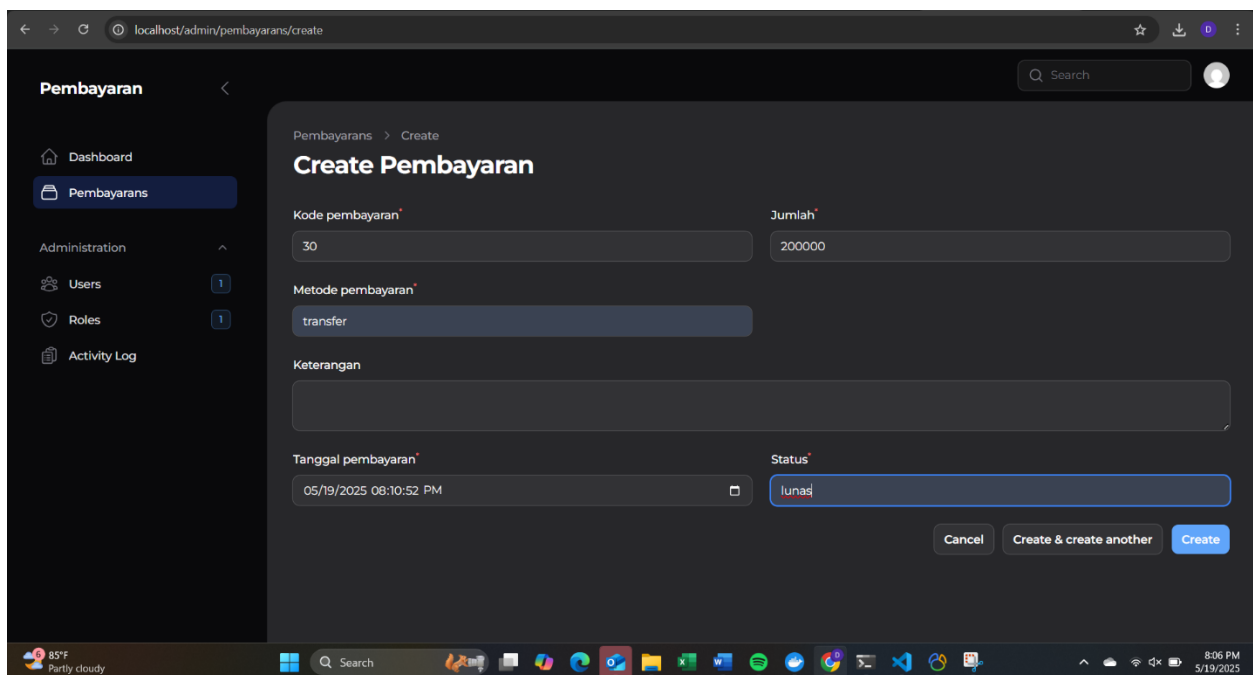 localhost/admin/pembayarans/create
D
Pembayaran
Search
Dashboard
Pembayarans
Administration
Users 1
Roles 1
Activity Log
Pembayarans > Create
Create Pembayaran
Kode pembayaran*
Jumlah*
30
200000
Metode pembayaran*
transfer
Keterangan
Tanggal pembayaran*
Status*
05/19/2025 08:10:52 PM
lunas
Cancel
Create & create another
Create
6
85°F
Partly cloudy
Search
8:06 PM
5/19/2025